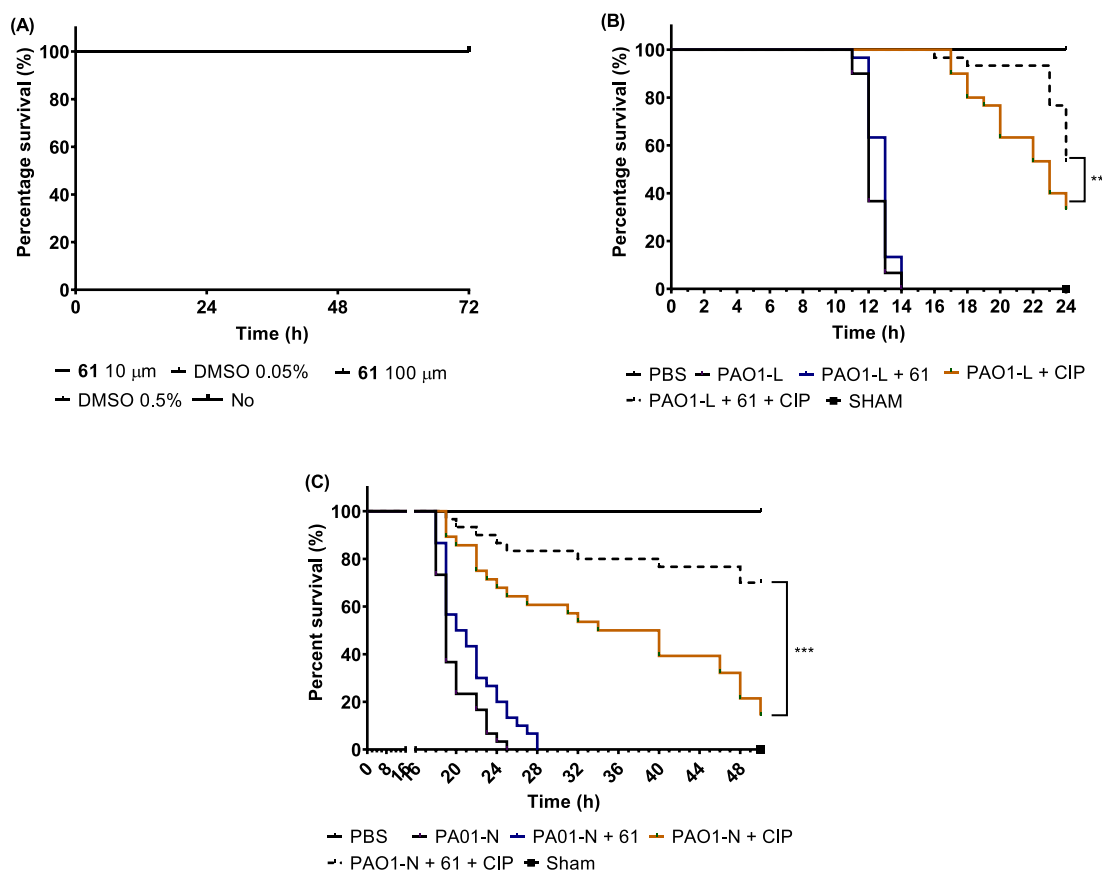 (A)
Percentage survival (%)
100
80
60
40
20
0
0 24 48 72
Time (h)
61 10 μm DMSO 0.05% 61 100 μm
DMSO 0.5% No
(B)
Percentage survival (%)
100
80
60
40
20
0
0 2 4 6 8 10 12 14 16 18 20 22 24
Time (h)
**
PBS PAO1-L PAO1-L + 61 PAO1-L + CIP
PAO1-L + 61 + CIP SHAM
(C)
Percent survival (%)
100
80
60
40
20
0
0 8 16 16 20 24 28 32 36 40 44 48
Time (h)
***
PBS PA01-N PA01-N + 61 PAO1-N + CIP
PAO1-N + 61 + CIP Sham